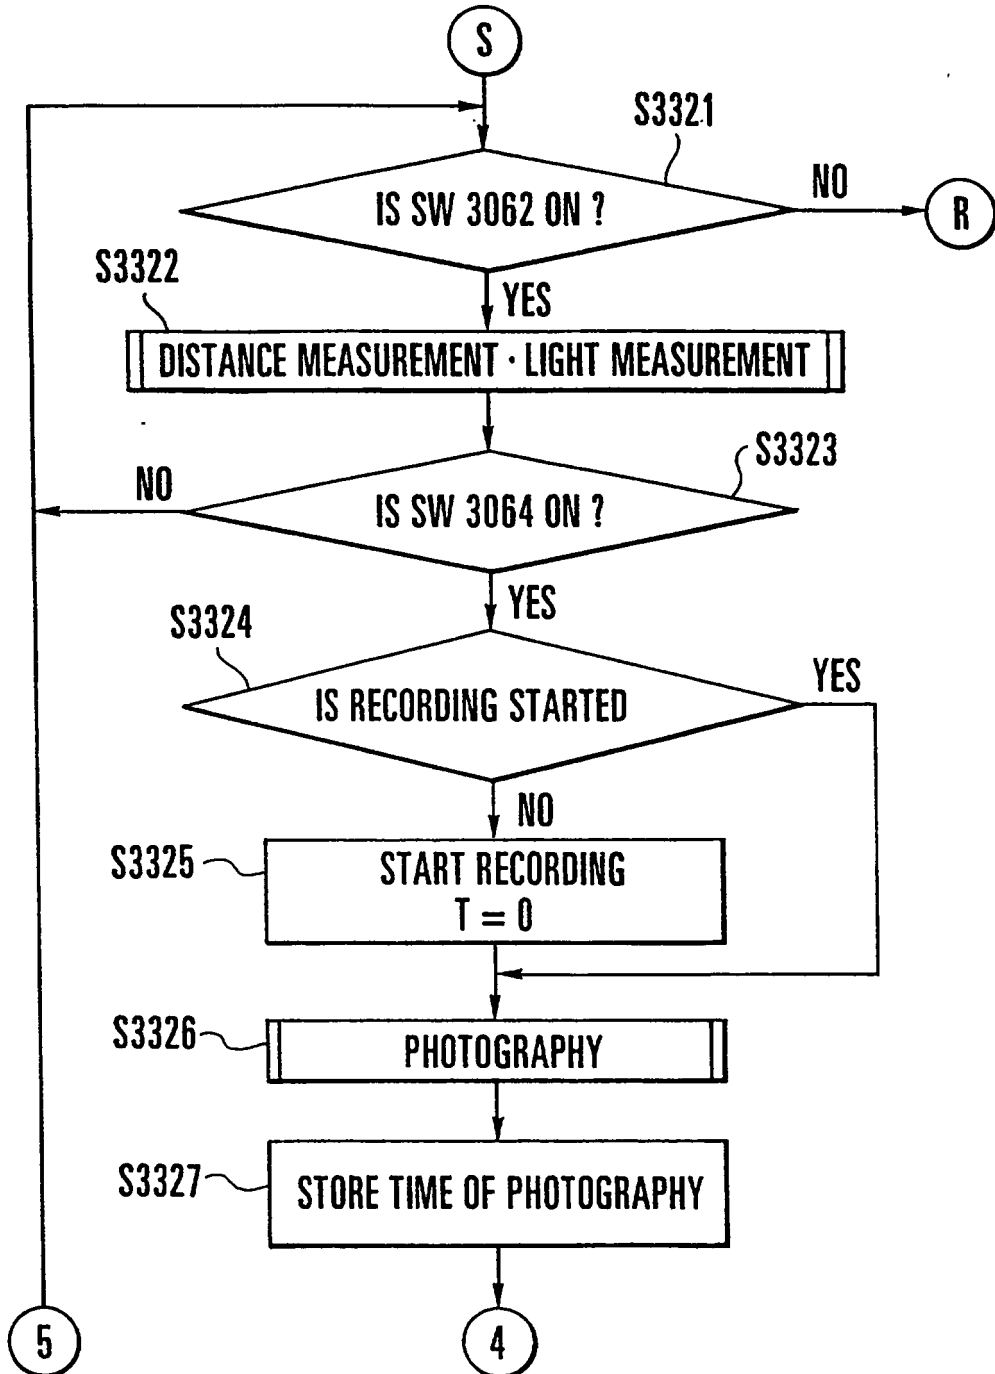 S
S3321
IS SW 3062 ON ?
NO
R
S3322
YES
DISTANCE MEASUREMENT · LIGHT MEASUREMENT
S3323
NO
IS SW 3064 ON ?
YES
S3324
YES
IS RECORDING STARTED
NO
S3325
START RECORDING
T = 0
S3326
PHOTOGRAPHY
S3327
STORE TIME OF PHOTOGRAPHY
5
4